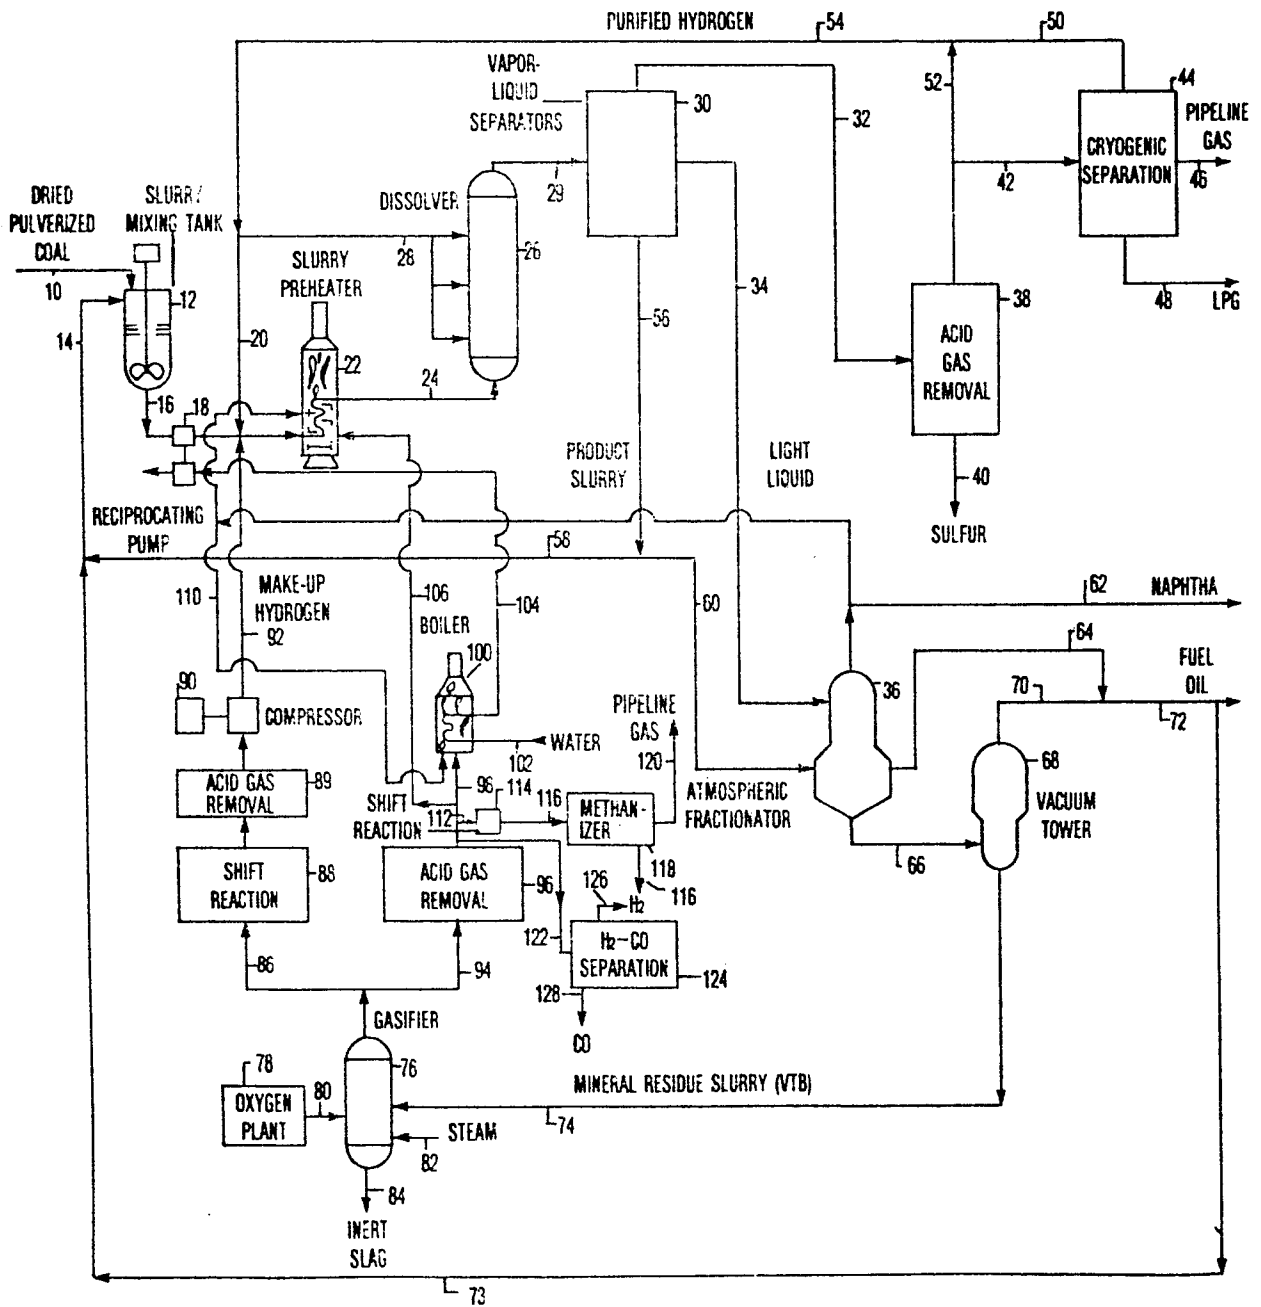 PURIFIED HYDROGEN
54
50
VAPOR-
LIQUID
SEPARATORS
30
52
44
PIPELINE
GAS
32
CRYOGENIC
SEPARATION
29
42
46
DRIED
PULVERIZED
COAL
SLURRY
MIXING TANK
DISSOLVER
28
26
SLURRY
PREHEATER
10
12
34
38
48
LPG
14
20
56
ACID
GAS
REMOVAL
22
24
16
18
PRODUCT
SLURRY
LIGHT
LIQUID
40
SULFUR
RECIPROCATING
PUMP
58
110
MAKE-UP
HYDROGEN
106
104
60
62
NAPHTHA
92
BOILER
64
100
FUEL
OIL
90
36
70
COMPRESSOR
PIPELINE
GAS
72
WATER
102
120
68
ACID GAS
REMOVAL
89
98
114
SHIFT
REACTION
112
116
METHAN-
IZER
ATMOSPHERIC
FRACTIONATOR
VACUUM
TOWER
118
66
SHIFT
REACTION
88
ACID GAS
REMOVAL
96
126
H2
116
122
H2-CO
SEPARATION
86
94
124
128
GASIFIER
CO
78
76
MINERAL RESIDUE SLURRY (VTB)
OXYGEN
PLANT
80
74
STEAM
82
84
INERT
SLAG
73